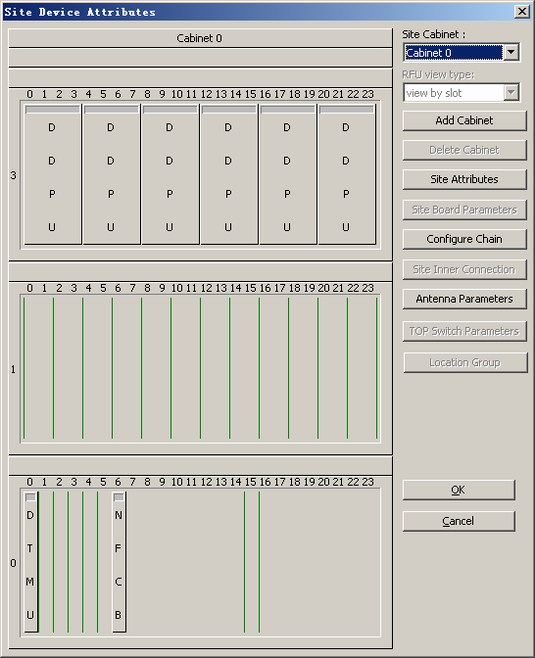 Site Device Attributes
Cabinet 0
Site Cabinet :
Cabinet 0
RFU view type:
view by slot
Add Cabinet
Delete Cabinet
Site Attributes
Site Board Parameters
Configure Chain
Site Inner Connection
Antenna Parameters
TOP Switch Parameters
Location Group
OK
Cancel
0 1 2 3 4 5 6 7 8 9 10 11 12 13 14 15 16 17 18 19 20 21 22 23
3
D D D D D D
D D D D D D
P P P P P P
U U U U U U
0 1 2 3 4 5 6 7 8 9 10 11 12 13 14 15 16 17 18 19 20 21 22 23
1
0 1 2 3 4 5 6 7 8 9 10 11 12 13 14 15 16 17 18 19 20 21 22 23
0
D N
T F
M C
U B